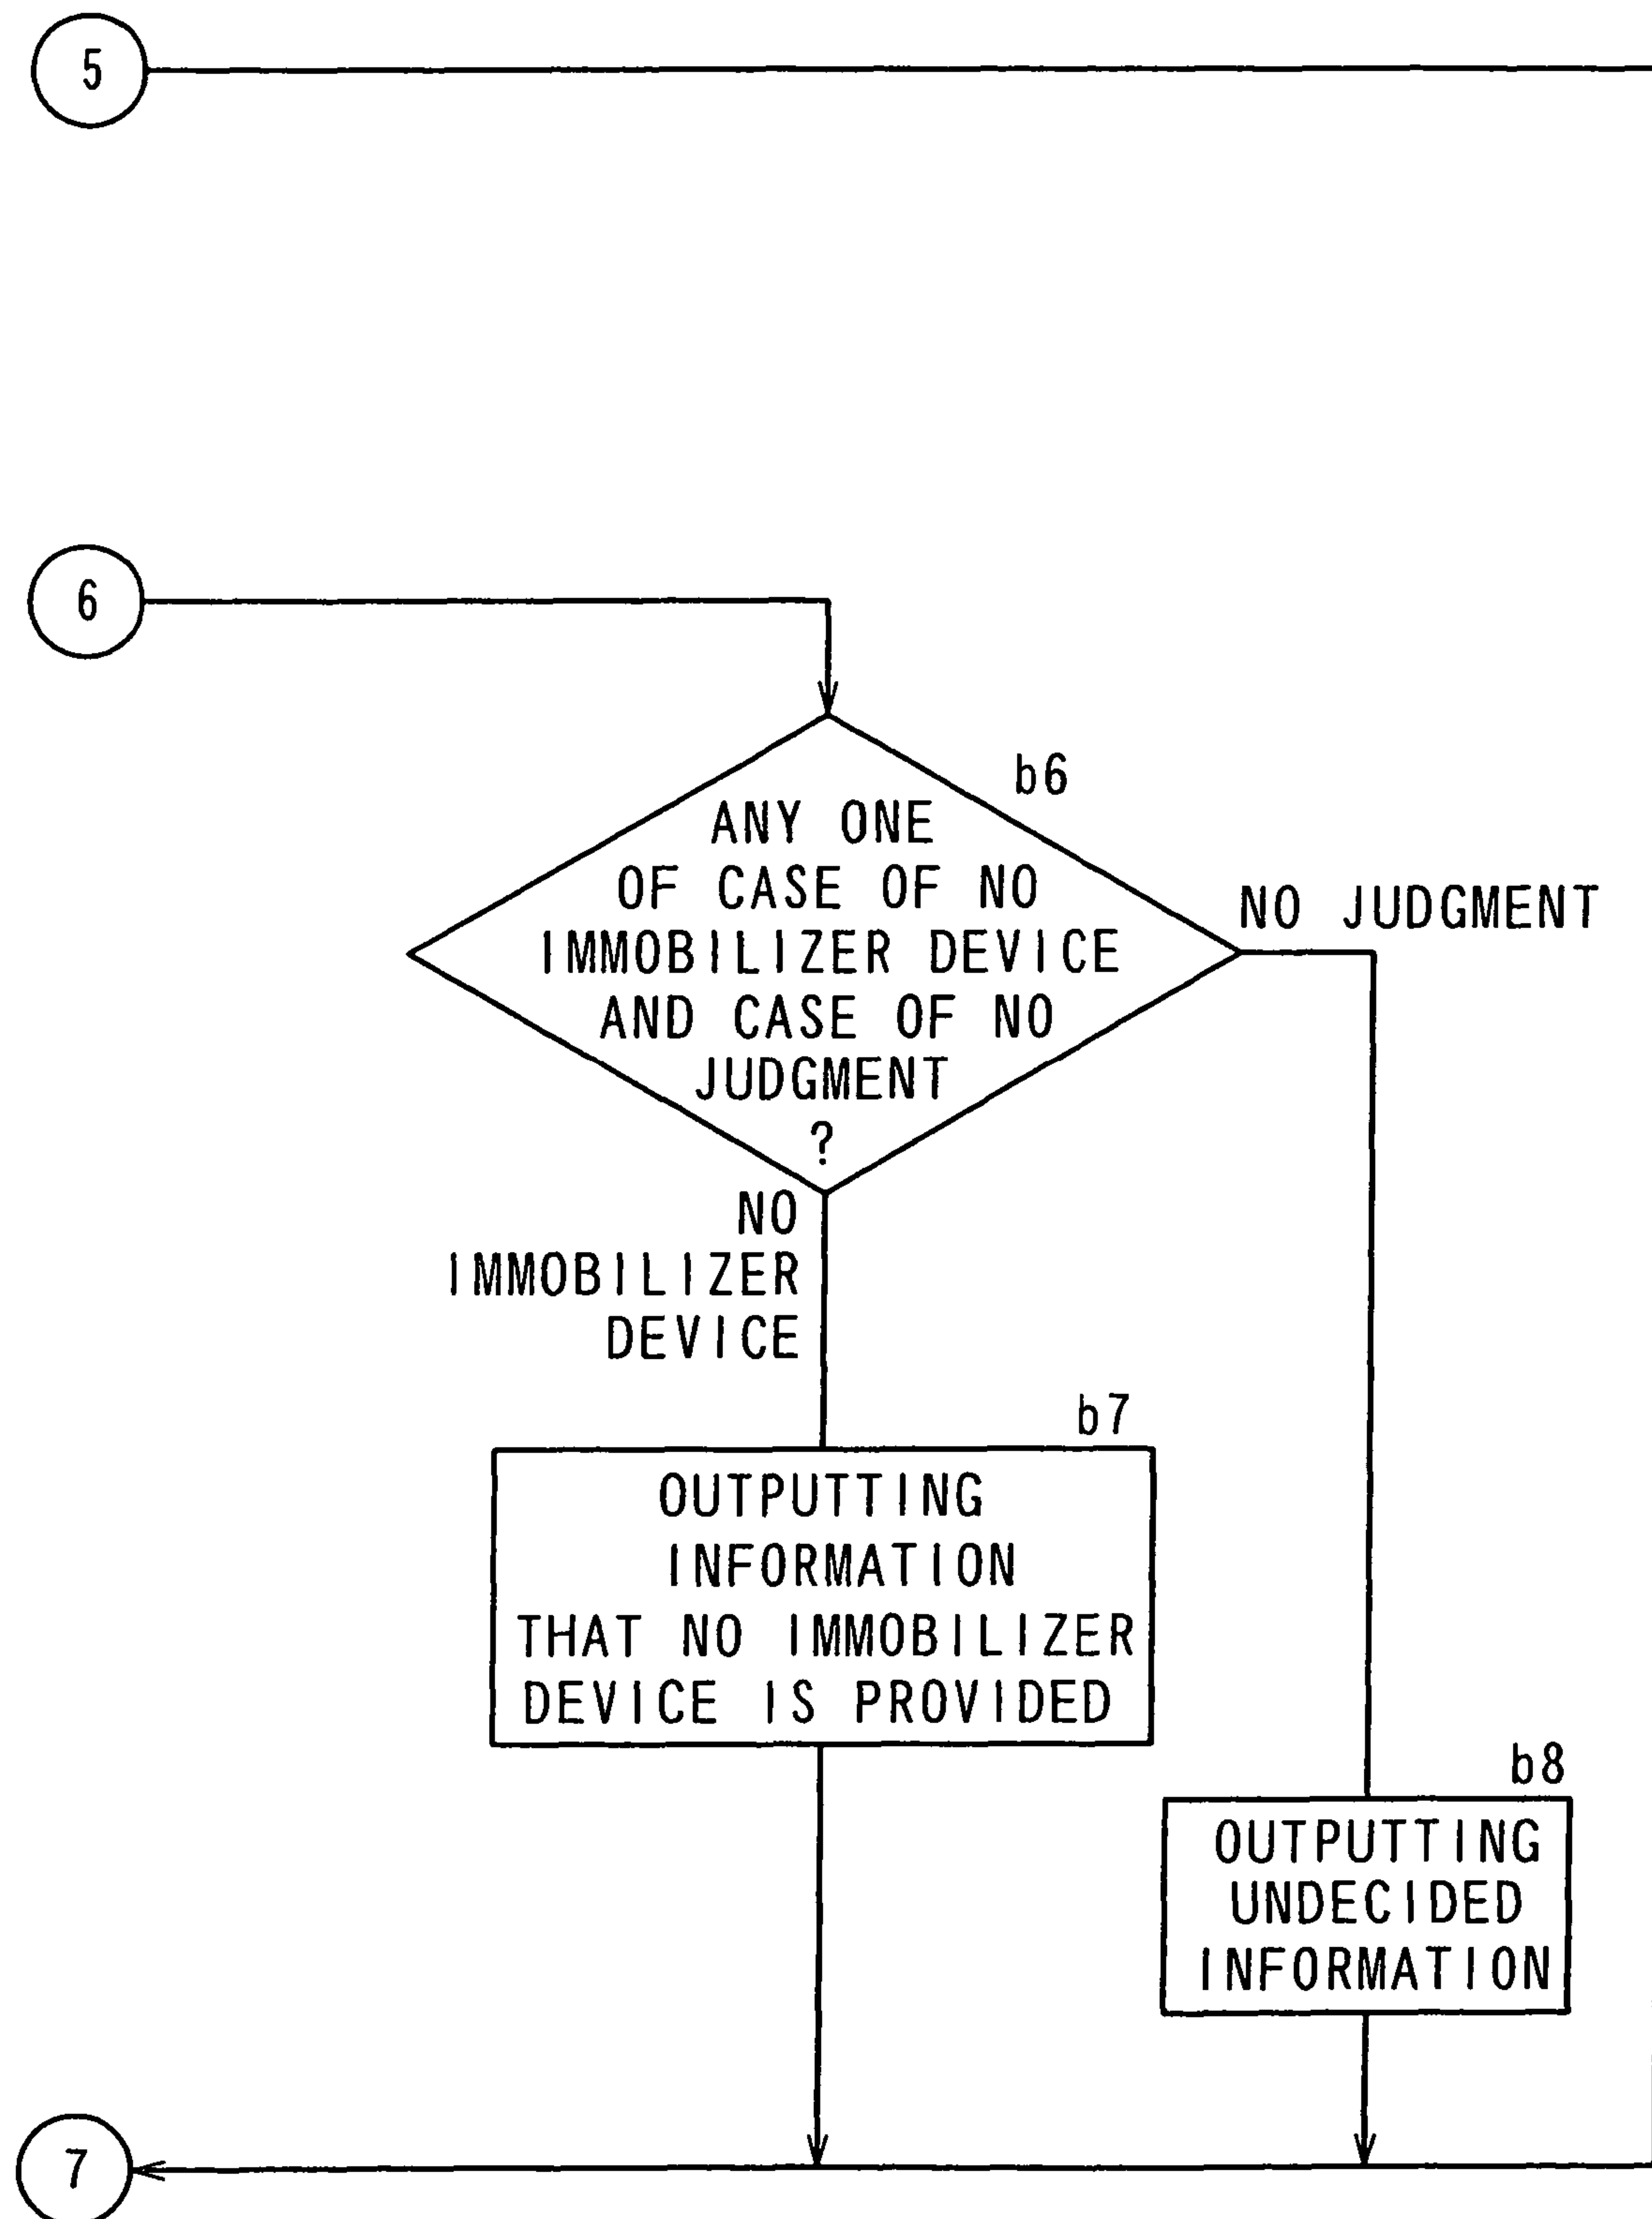 5
6
b6
ANY ONE
OF CASE OF NO
IMMOBILIZER DEVICE
AND CASE OF NO
JUDGMENT
?
NO JUDGMENT
NO
IMMOBILIZER
DEVICE
b7
OUTPUTTING
INFORMATION
THAT NO IMMOBILIZER
DEVICE IS PROVIDED
b8
OUTPUTTING
UNDECIDED
INFORMATION
7